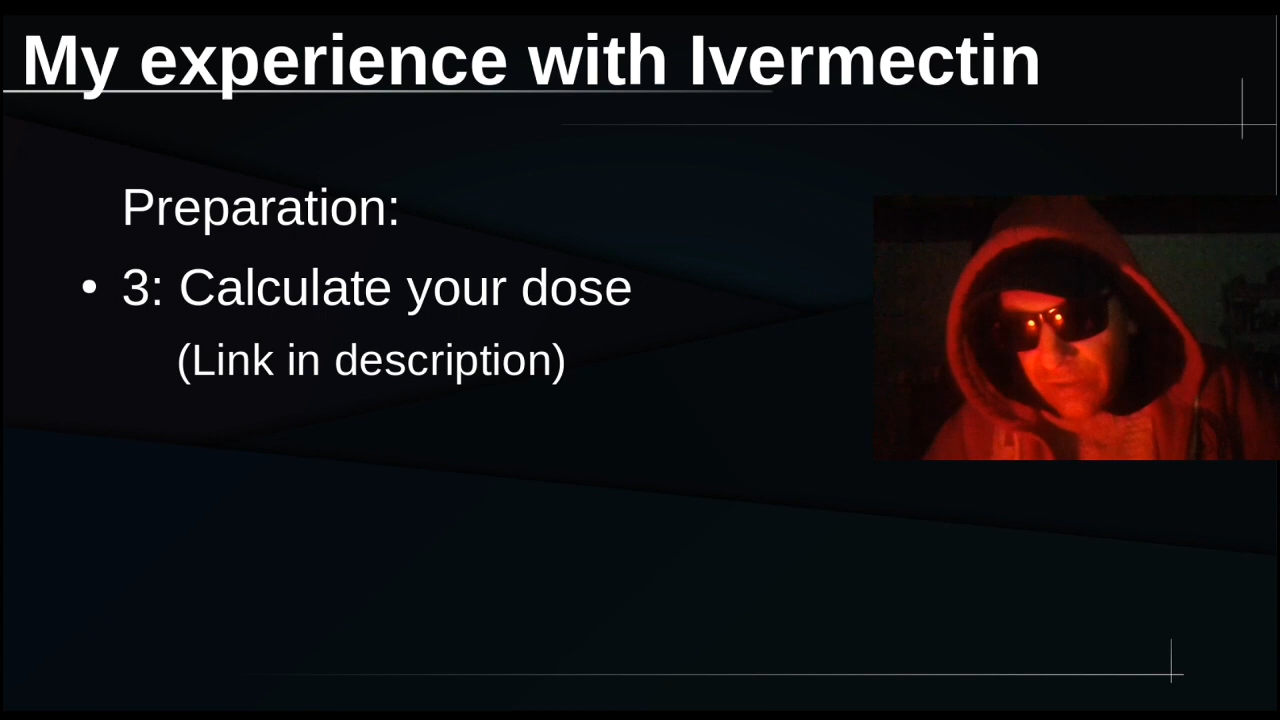 My experience with Ivermectin
Preparation:
• 3: Calculate your dose
(Link in description)